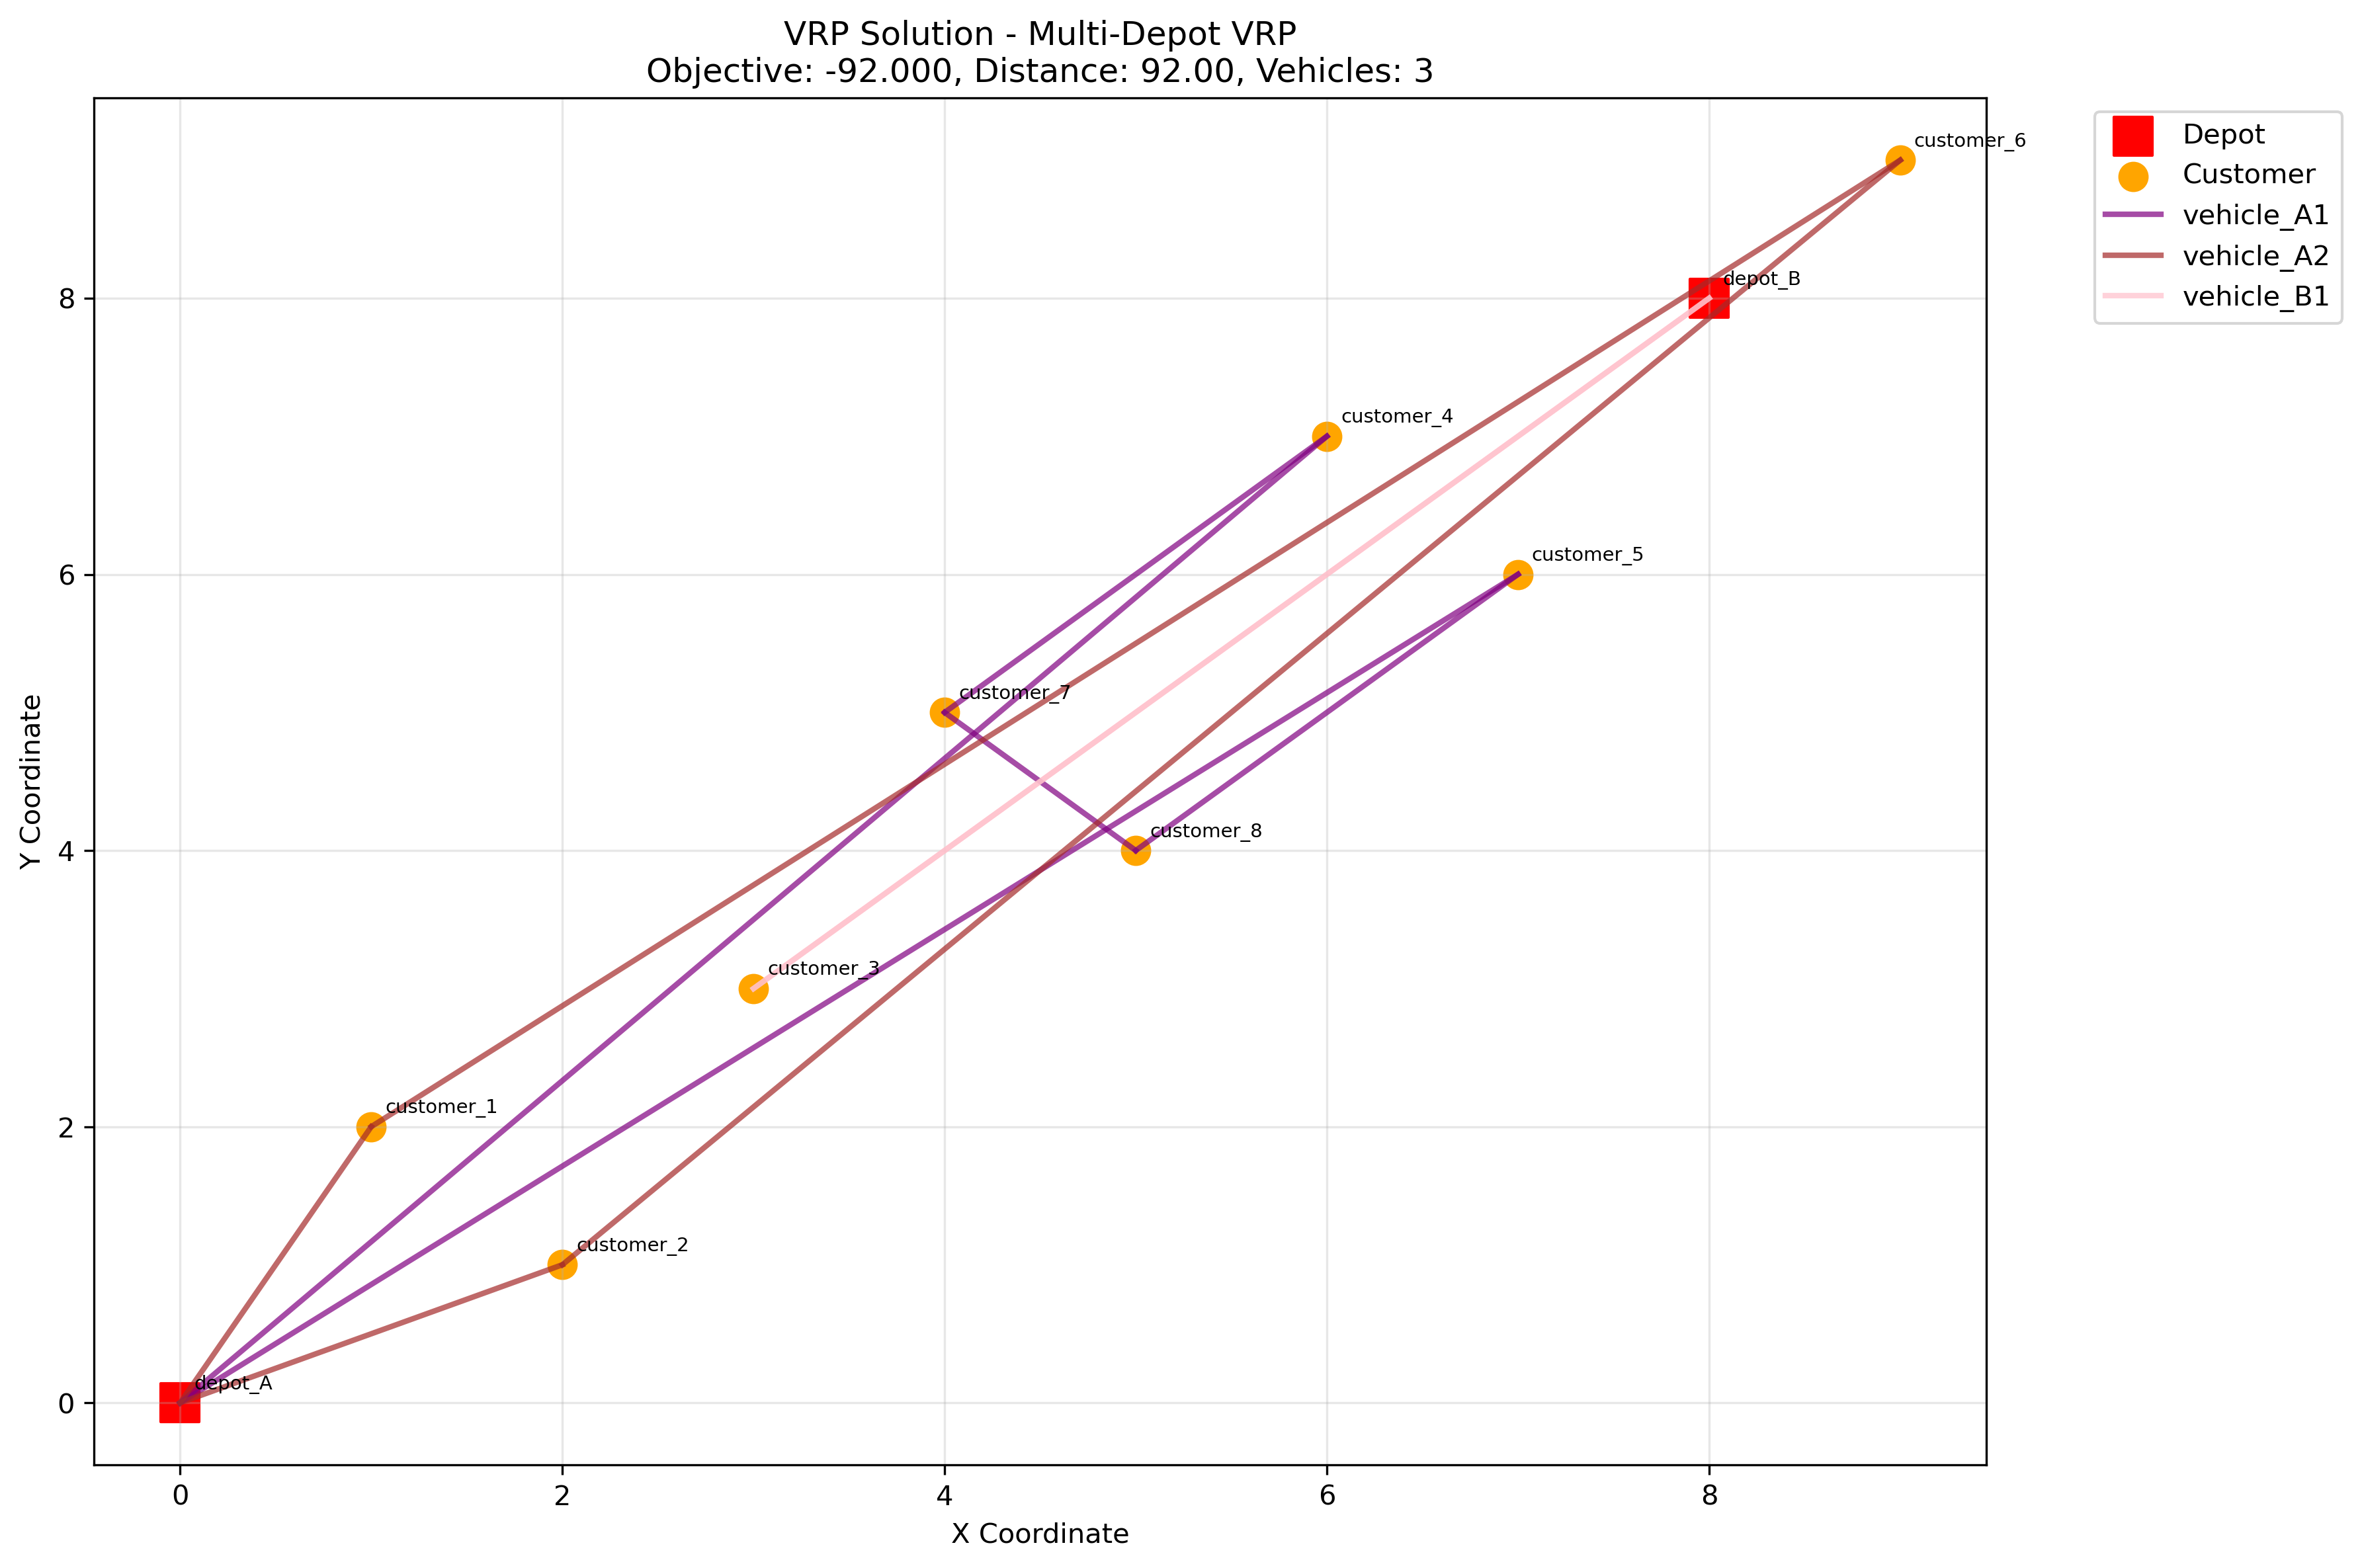 VRP Solution - Multi-Depot VRP
Objective: -92.000, Distance: 92.00, Vehicles: 3
Depot
Customer
vehicle_A1
vehicle_A2
vehicle_B1
customer_6
depot_B
customer_4
customer_5
customer_7
customer_8
customer_3
customer_1
customer_2
depot_A
Y Coordinate
8
6
4
2
0
0 2 4 6 8
X Coordinate